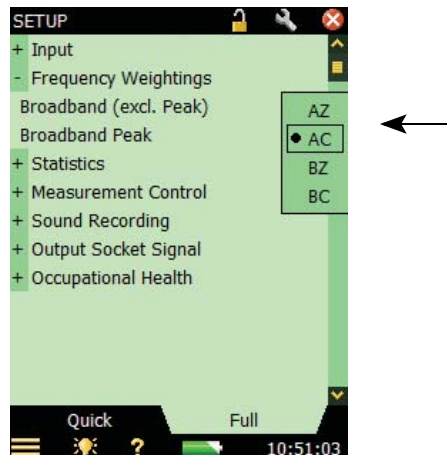 SETUP
+ Input
- Frequency Weightings
Broadband (excl. Peak)
Broadband Peak
+ Statistics
+ Measurement Control
+ Sound Recording
+ Output Socket Signal
+ Occupational Health
AZ
AC
BZ
BC
Quick Full
? 10:51:03